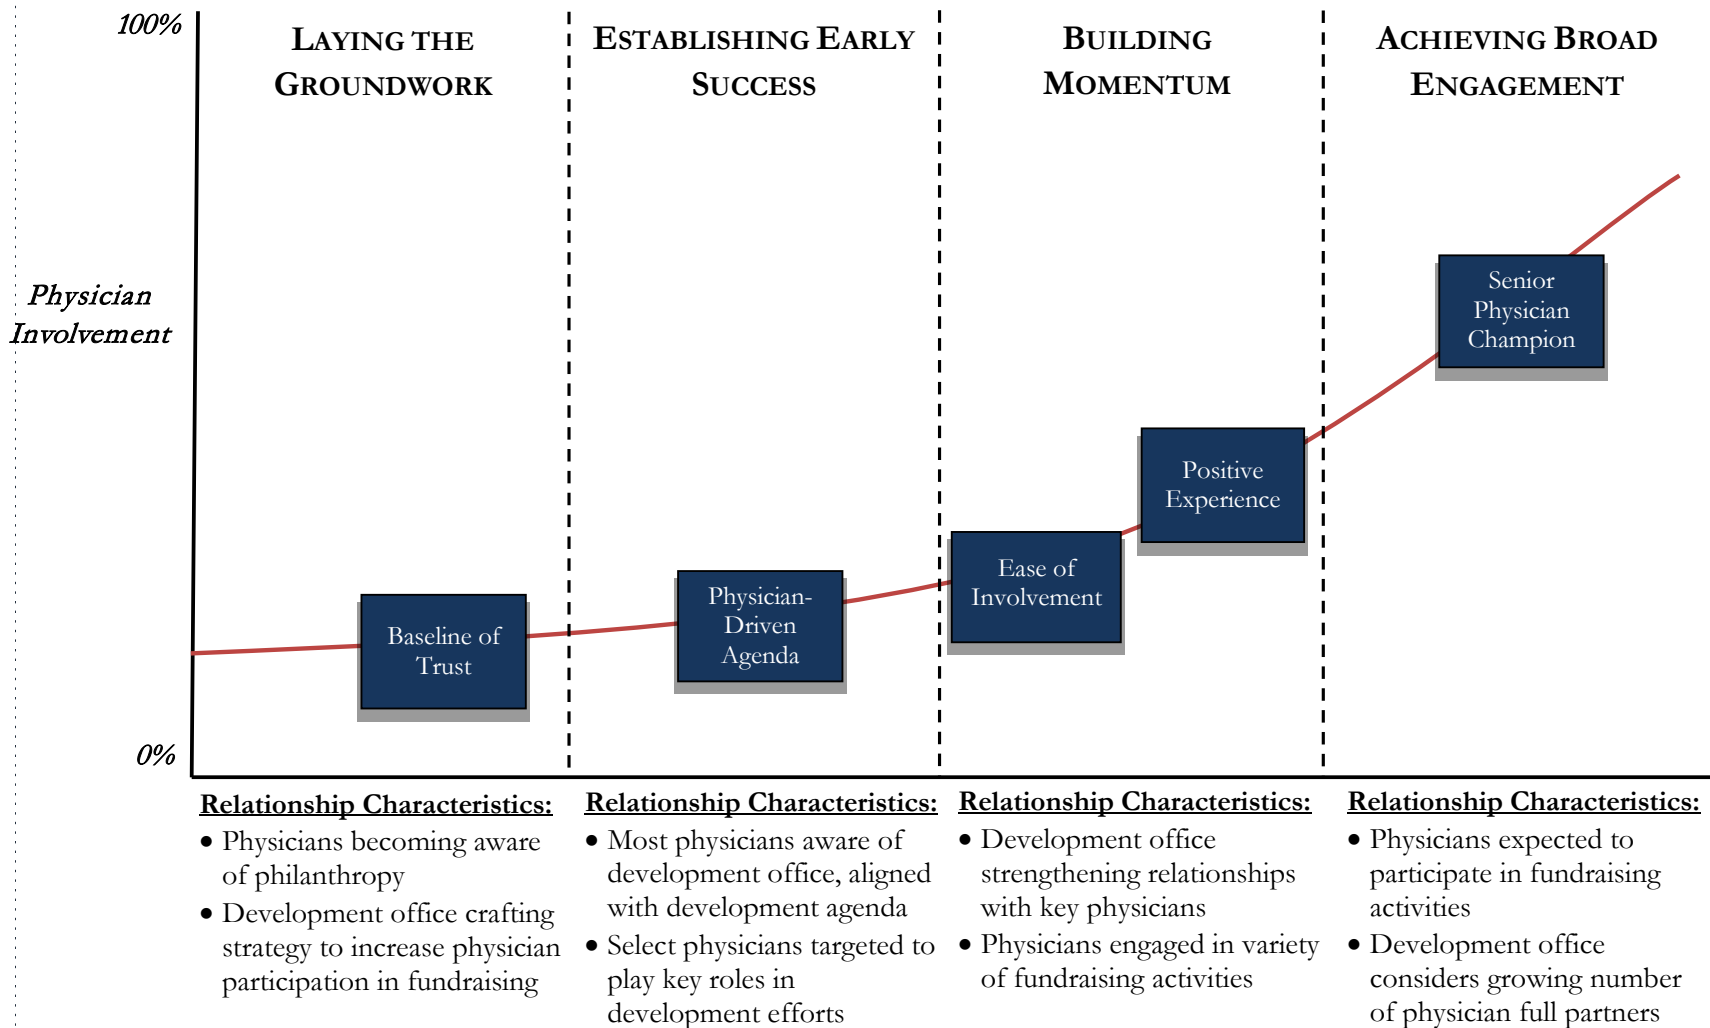 100%
LAYING THE
GROUNDWORK
ESTABLISHING EARLY
SUCCESS
BUILDING
MOMENTUM
ACHIEVING BROAD
ENGAGEMENT
Physician
Involvement
Senior
Physician
Champion
Positive
Experience
Ease of
Involvement
Physician-
Driven
Agenda
Baseline of
Trust
0%
Relationship Characteristics:
• Physicians becoming aware
of philanthropy
• Development office crafting
strategy to increase physician
participation in fundraising
Relationship Characteristics:
• Most physicians aware of
development office, aligned
with development agenda
• Select physicians targeted to
play key roles in
development efforts
Relationship Characteristics:
• Development office
strengthening relationships
with key physicians
• Physicians engaged in variety
of fundraising activities
Relationship Characteristics:
• Physicians expected to
participate in fundraising
activities
• Development office
considers growing number
of physician full partners